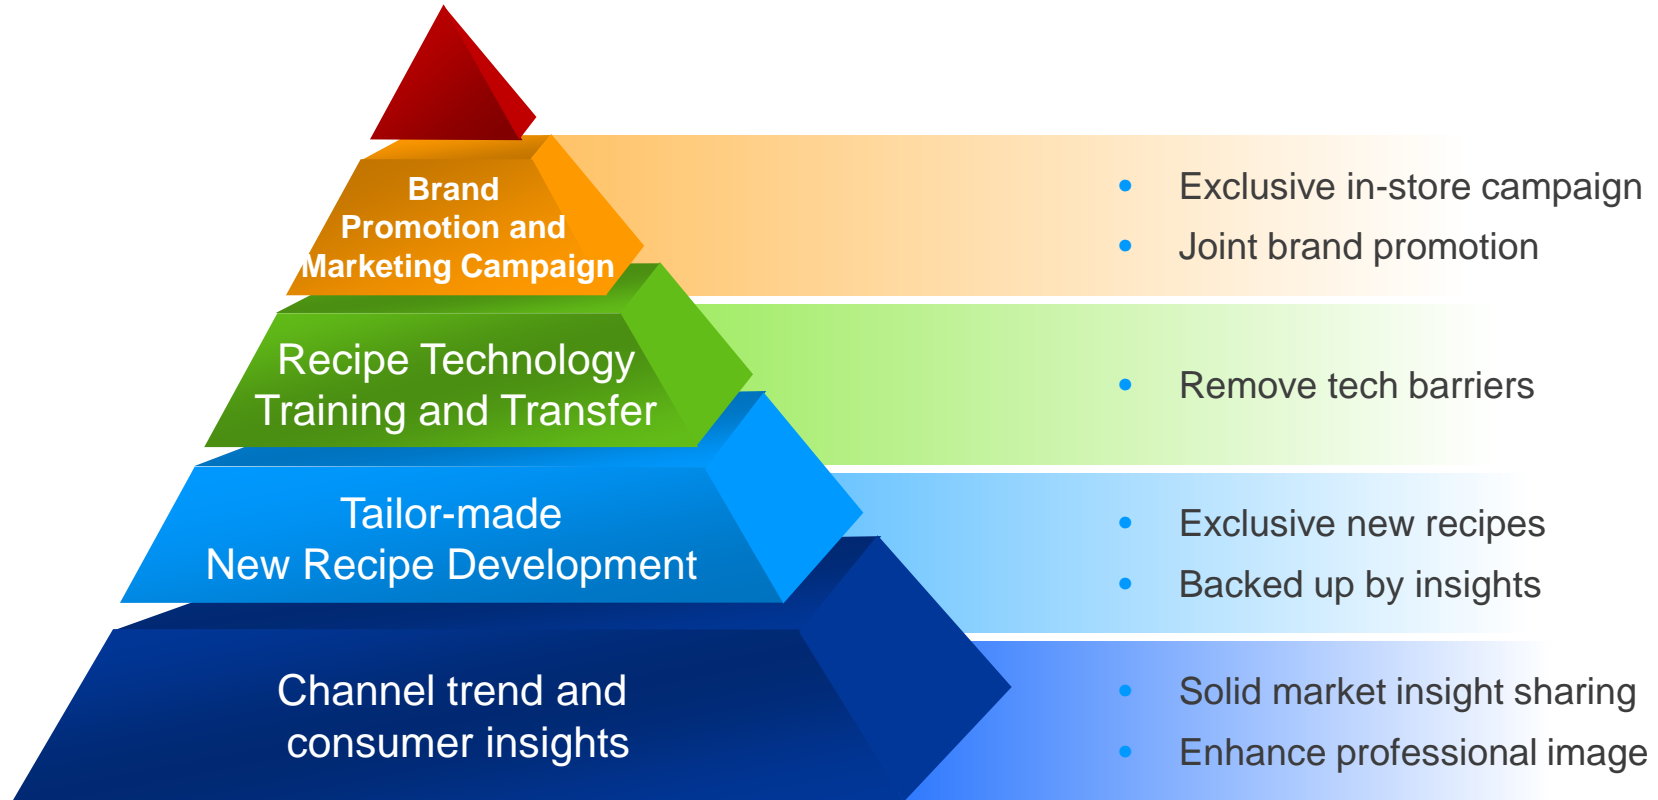 Brand
Promotion and
Marketing Campaign
• Exclusive in-store campaign
• Joint brand promotion
Recipe Technology
Training and Transfer
• Remove tech barriers
Tailor-made
New Recipe Development
• Exclusive new recipes
• Backed up by insights
Channel trend and
consumer insights
• Solid market insight sharing
• Enhance professional image